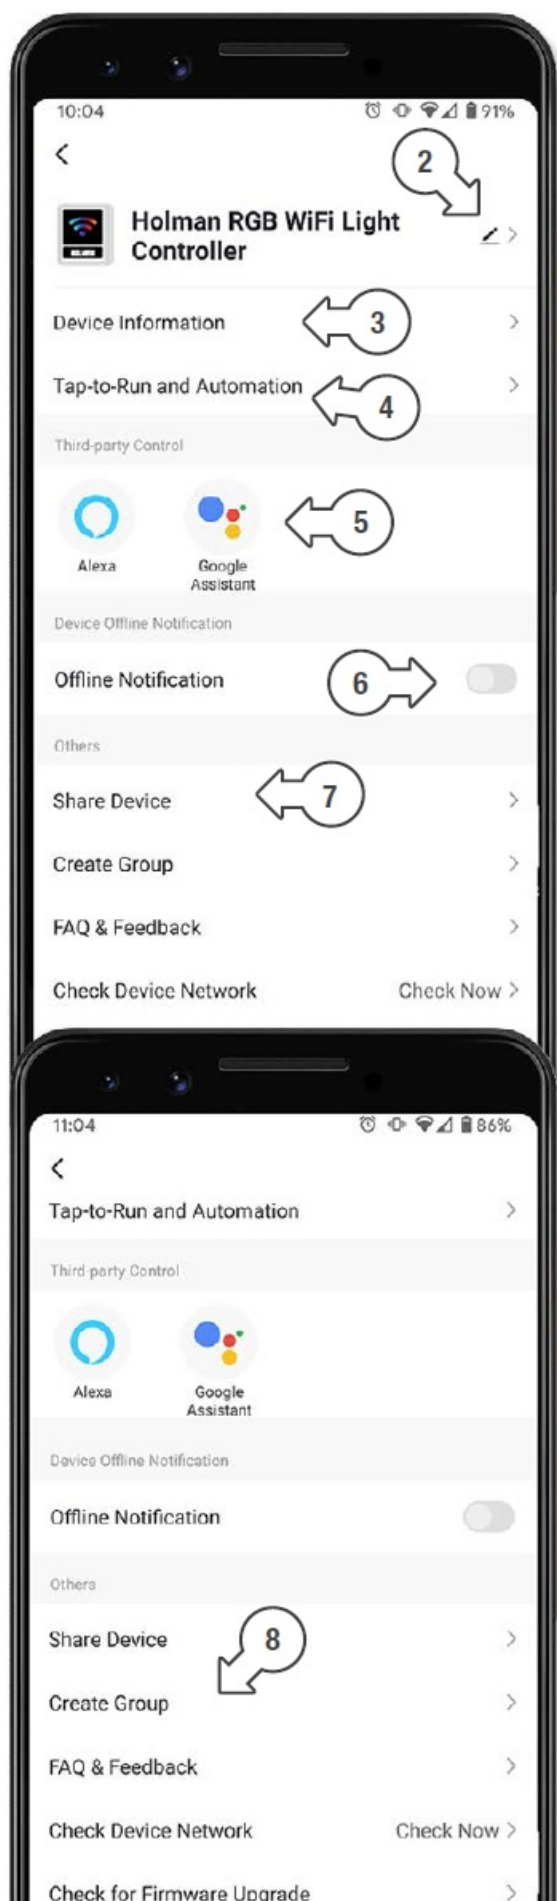 10:04
91%
2
Holman RGB WiFi Light
Controller
Device Information
3
Tap-to-Run and Automation
4
Third-party Control
5
Alexa
Google
Assistant
Device Offline Notification
Offline Notification
6
Others
Share Device
7
Create Group
FAQ & Feedback
Check Device Network
Check Now
11:04
86%
Tap-to-Run and Automation
Third-party Control
Alexa
Google
Assistant
Device Offline Notification
Offline Notification
Others
Share Device
8
Create Group
FAQ & Feedback
Check Device Network
Check Now
Check for Firmware Upgrade